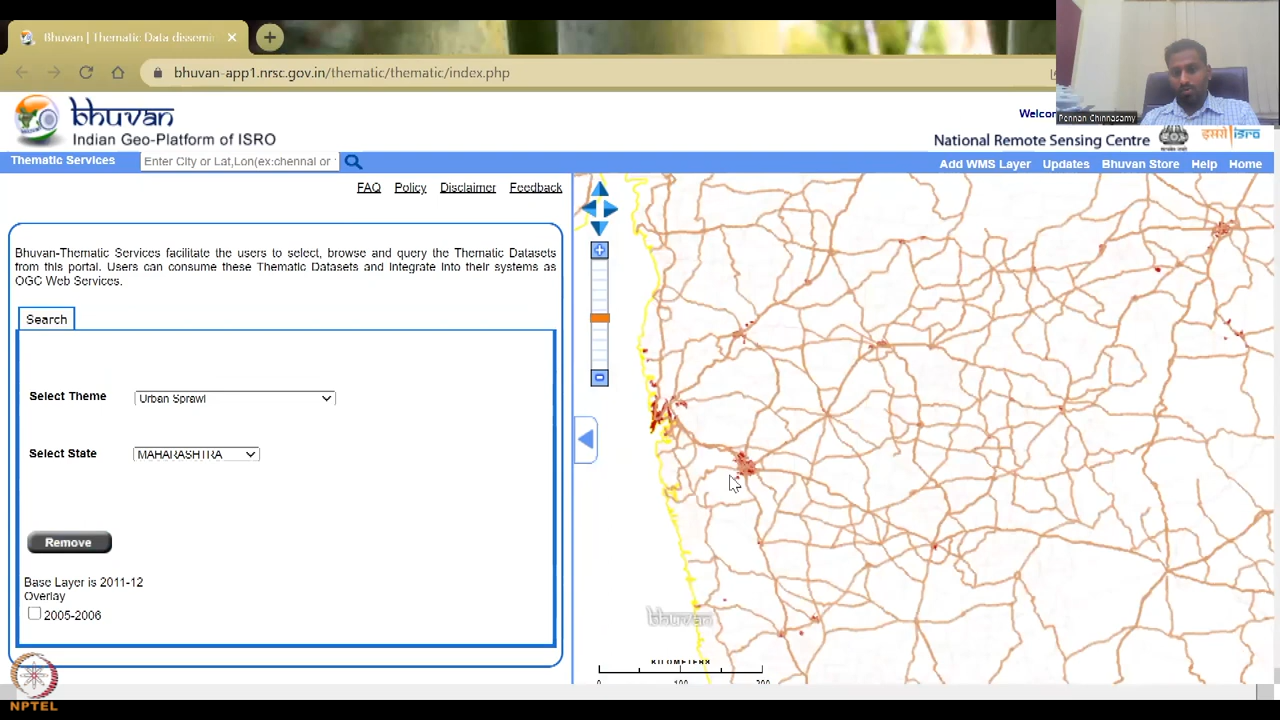 Bhuvan | Thematic Data dissemin
bhuvan-app1.nrsc.gov.in/thematic/thematic/index.php
Pennan Chinnasamy
bhuvan
Indian Geo-Platform of ISRO
Welcor
National Remote Sensing Centre
इसरो isra
Thematic Services
Enter City or Lat,Lon(ex:chennai or
Add WMS Layer Updates Bhuvan Store Help Home
FAQ Policy Disclaimer Feedback
Bhuvan-Thematic Services facilitate the users to select, browse and query the Thematic Datasets
from this portal. Users can consume these Thematic Datasets and integrate into their systems as
OGC Web Services.
Search
Select Theme Urban Sprawl
Select State MAHARASHTRA
Remove
Base Layer is 2011-12
Overlay
2005-2006
bhuvan
KILOMETERS
NPTEL